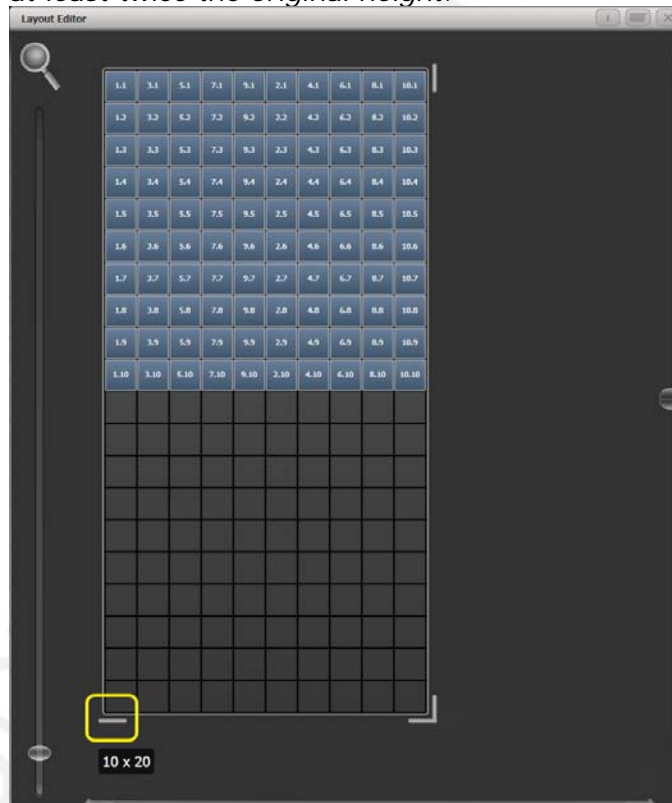 at least twice the original height.
Layout Editor
1.1 3.1 5.1 7.1 9.1 2.1 4.1 6.1 8.1 10.1
1.2 3.2 5.2 7.2 9.2 2.2 4.2 6.2 8.2 10.2
1.3 3.3 5.3 7.3 9.3 2.3 4.3 6.3 8.3 10.3
1.4 3.4 5.4 7.4 9.4 2.4 4.4 6.4 8.4 10.4
1.5 3.5 5.5 7.5 9.5 2.5 4.5 6.5 8.5 10.5
1.6 3.6 5.6 7.6 9.6 2.6 4.6 6.6 8.6 10.6
1.7 3.7 5.7 7.7 9.7 2.7 4.7 6.7 8.7 10.7
1.8 3.8 5.8 7.8 9.8 2.8 4.8 6.8 8.8 10.8
1.9 3.9 5.9 7.9 9.9 2.9 4.9 6.9 8.9 10.9
1.10 3.10 5.10 7.10 9.10 2.10 4.10 6.10 8.10 10.10
10 x 20